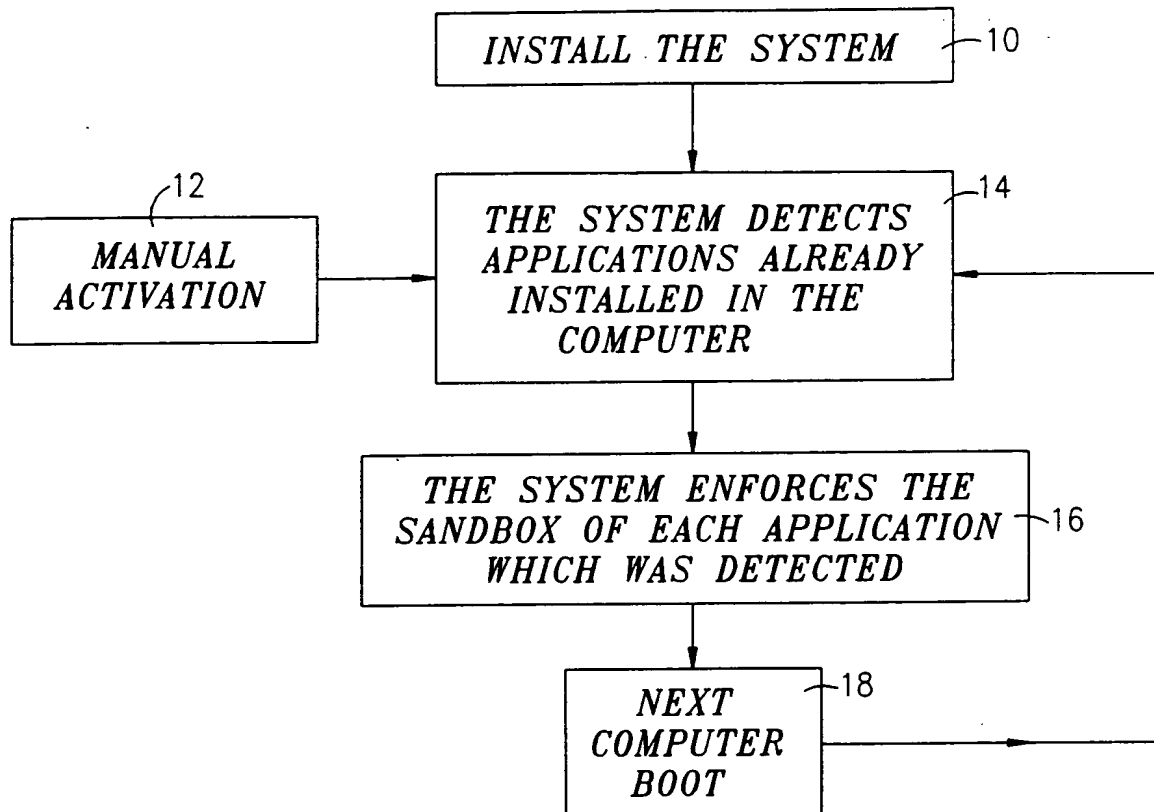 INSTALL THE SYSTEM
10
12
MANUAL
ACTIVATION
14
THE SYSTEM DETECTS
APPLICATIONS ALREADY
INSTALLED IN THE
COMPUTER
THE SYSTEM ENFORCES THE
SANDBOX OF EACH APPLICATION
WHICH WAS DETECTED
16
18
NEXT
COMPUTER
BOOT